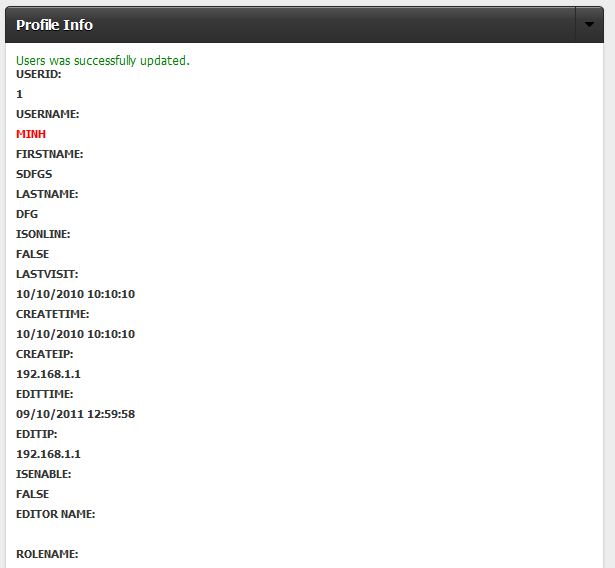 Profile Info
Users was successfully updated.
USERID:
1
USERNAME:
MINH
FIRSTNAME:
SDFGS
LASTNAME:
DFG
ISONLINE:
FALSE
LASTVISIT:
10/10/2010 10:10:10
CREATETIME:
10/10/2010 10:10:10
CREATEIP:
192.168.1.1
EDITTIME:
09/10/2011 12:59:58
EDITIP:
192.168.1.1
ISENABLE:
FALSE
EDITOR NAME:
ROLENAME: